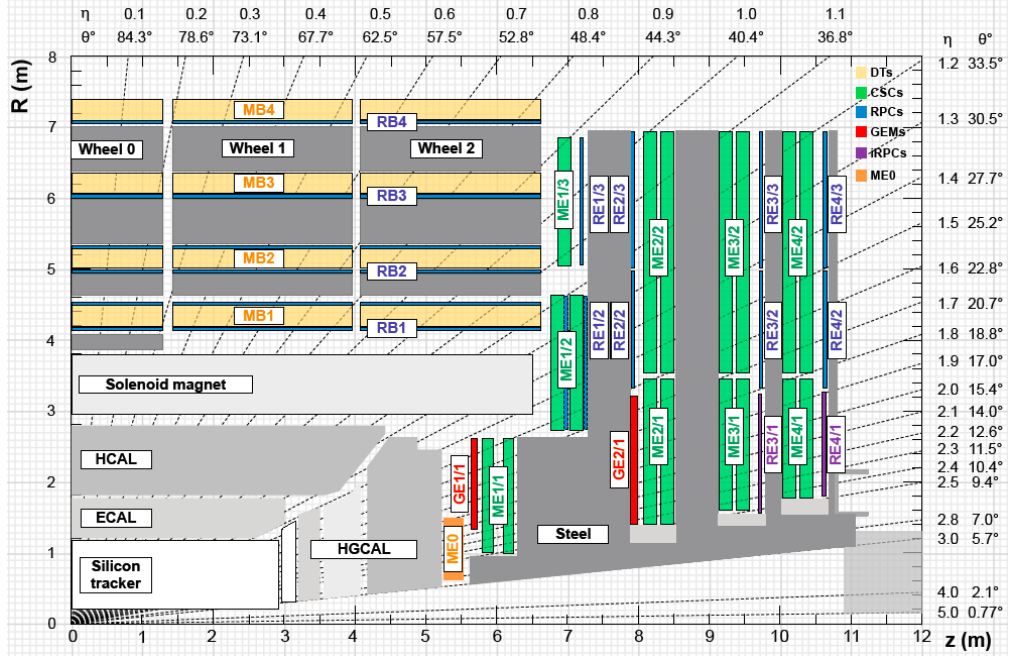 η 0.1 0.2 0.3 0.4 0.5 0.6 0.7 0.8 0.9 1.0 1.1
θ° 84.3° 78.6° 73.1° 67.7° 62.5° 57.5° 52.8° 48.4° 44.3° 40.4° 36.8° η θ°
R (m)
8
7
6
5
4
3
2
1
0
1.2 33.5°
1.3 30.5°
1.4 27.7°
1.5 25.2°
1.6 22.8°
1.7 20.7°
1.8 18.8°
1.9 17.0°
2.0 15.4°
2.1 14.0°
2.2 12.6°
2.3 11.5°
2.4 10.4°
2.5 9.4°
2.8 7.0°
3.0 5.7°
4.0 2.1°
5.0 0.77°
DTs
CSCs
RPCs
GEMs
iRPCs
ME0
MB4
RB4
Wheel 0 Wheel 1 Wheel 2
MB3
RB3
MB2
RB2
MB1
RB1
Solenoid magnet
HCAL
ECAL
HGCAL
Silicon
tracker
Steel
ME0
GE1/1
ME1/1
ME1/2
ME1/3
RE1/3
RE2/3
RE1/2
RE2/2
GE2/1
ME2/2
ME2/1
ME3/2
ME3/1
RE3/3
RE3/2
RE3/1
ME4/2
ME4/1
RE4/3
RE4/2
RE4/1
0 1 2 3 4 5 6 7 8 9 10 11 12
z (m)